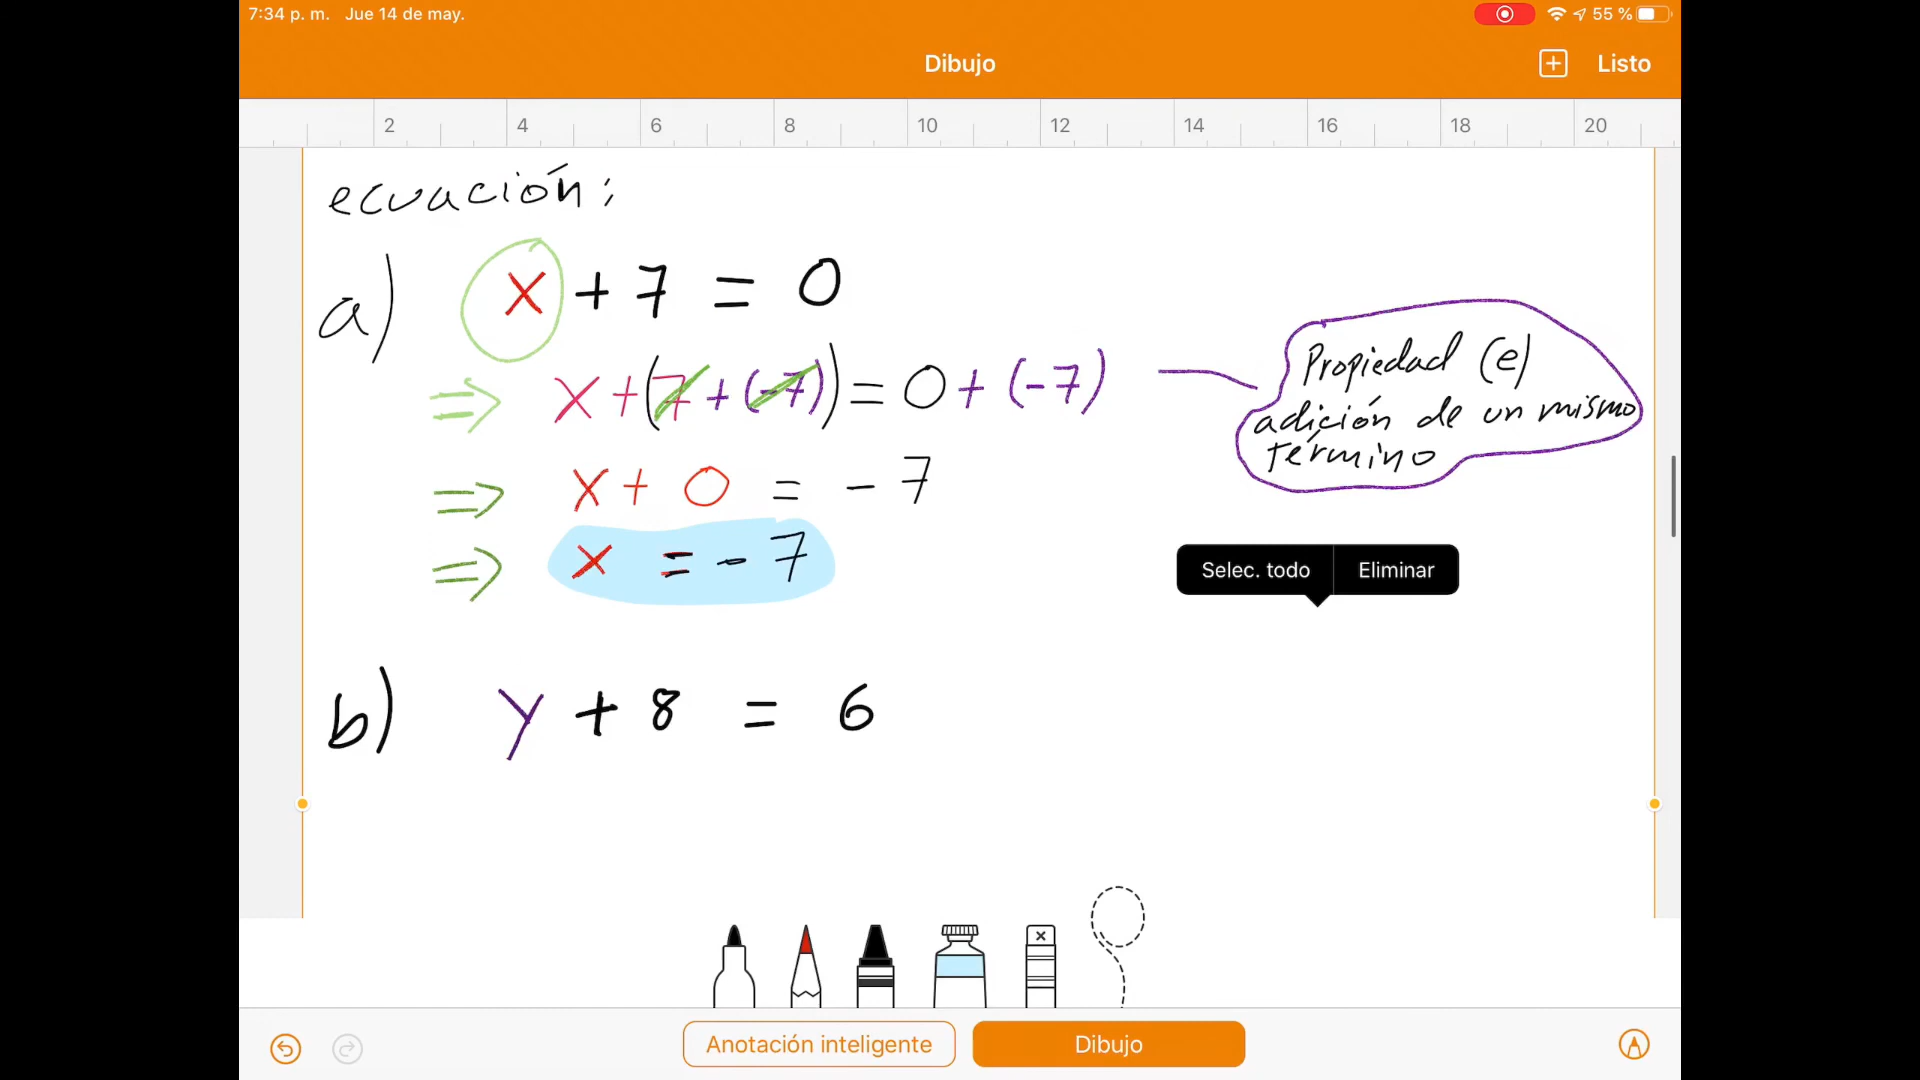 7:34 p. m. Jue 14 de may.
55 %
Dibujo
Listo
2 4 6 8 10 12 14 16 18 20
ecuación:
a) x + 7 = 0
⇒ x + (7 + (-7)) = 0 + (-7)
Propiedad (e)
adición de un mismo
término
⇒ x + 0 = - 7
⇒ x = - 7
Selec. todo Eliminar
b) y + 8 = 6
Anotación inteligente Dibujo